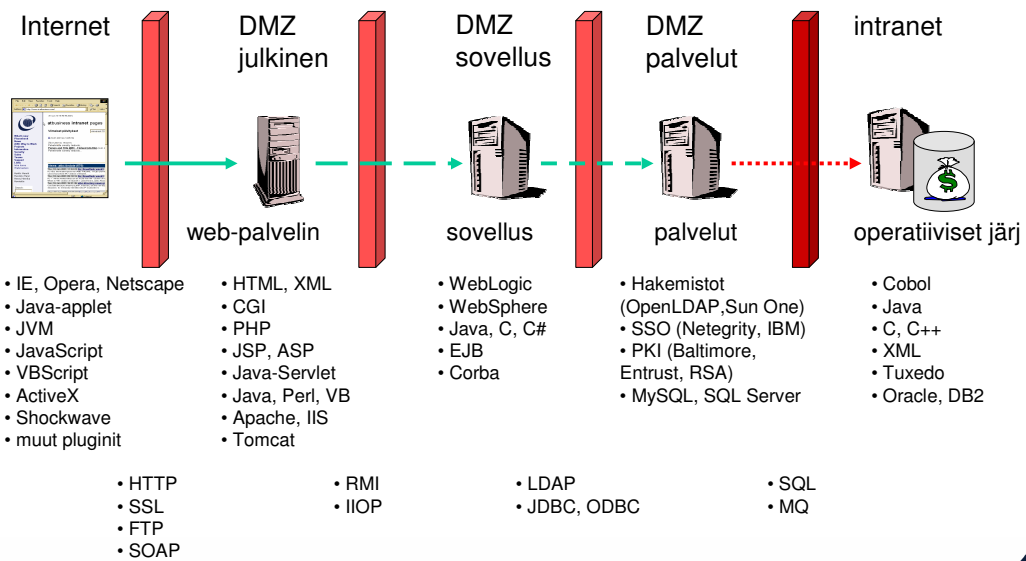 Internet
DMZ
julkinen
DMZ
sovellus
DMZ
palvelut
intranet
web-palvelin
sovellus
palvelut
operatiiviset järj
$
• IE, Opera, Netscape
• Java-applet
• JVM
• JavaScript
• VBScript
• ActiveX
• Shockwave
• muut pluginit
• HTML, XML
• CGI
• PHP
• JSP, ASP
• Java-Servlet
• Java, Perl, VB
• Apache, IIS
• Tomcat
• WebLogic
• WebSphere
• Java, C, C#
• EJB
• Corba
• Hakemistot
(OpenLDAP,Sun One)
• SSO (Netegrity, IBM)
• PKI (Baltimore,
Entrust, RSA)
• MySQL, SQL Server
• Cobol
• Java
• C, C++
• XML
• Tuxedo
• Oracle, DB2
• HTTP
• SSL
• FTP
• SOAP
• RMI
• IIOP
• LDAP
• JDBC, ODBC
• SQL
• MQ